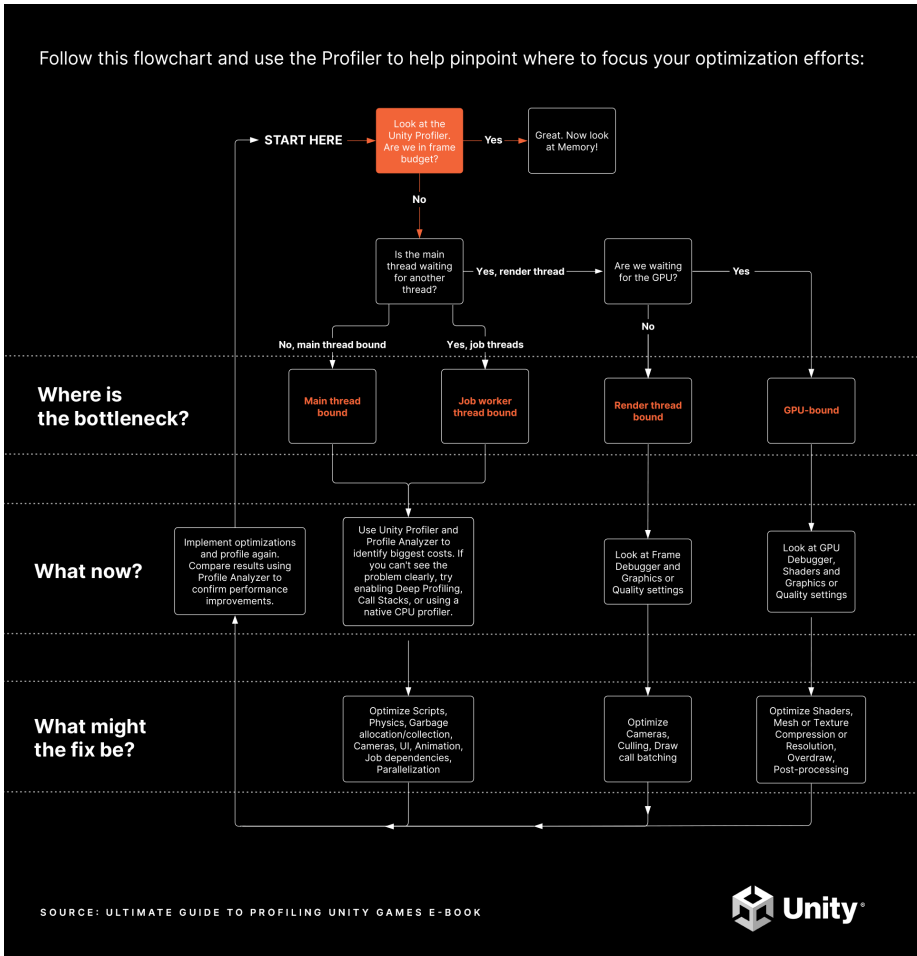 Follow this flowchart and use the Profiler to help pinpoint where to focus your optimization efforts:
START HERE
Look at the
Unity Profiler.
Are we in frame
budget?
Yes
Great. Now look
at Memory!
No
Is the main
thread waiting
for another
thread?
Yes, render thread
Are we waiting
for the GPU?
Yes
No
No, main thread bound
Yes, job threads
Where is
the bottleneck?
Main thread
bound
Job worker
thread bound
Render thread
bound
GPU-bound
What now?
Implement optimizations
and profile again.
Compare results using
Profile Analyzer to
confirm performance
improvements.
Use Unity Profiler and
Profile Analyzer to
identify biggest costs. If
you can't see the
problem clearly, try
enabling Deep Profiling,
Call Stacks, or using a
native CPU profiler.
Look at Frame
Debugger and
Graphics or
Quality settings
Look at GPU
Debugger,
Shaders and
Graphics or
Quality settings
What might
the fix be?
Optimize Scripts,
Physics, Garbage
allocation/collection,
Cameras, UI, Animation,
Job dependencies,
Parallelization
Optimize
Cameras,
Culling, Draw
call batching
Optimize Shaders,
Mesh or Texture
Compression or
Resolution,
Overdraw,
Post-processing
SOURCE: ULTIMATE GUIDE TO PROFILING UNITY GAMES E-BOOK
Unity®